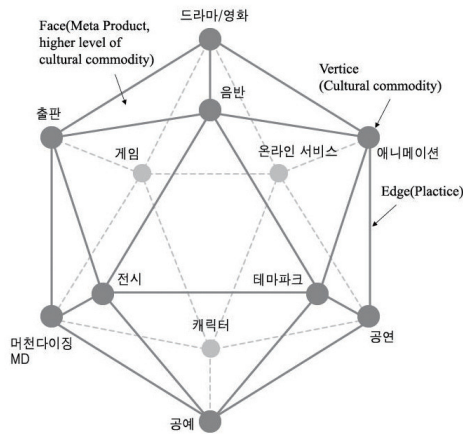 드라마/영화
Face(Meta Product,
higher level of
cultural commodity)
Vertice
(Cultural commodity)
출판
음반
게임
온라인 서비스
애니메이션
Edge(Plactice)
전시
테마파크
캐릭터
머천다이징
MD
공연
공예